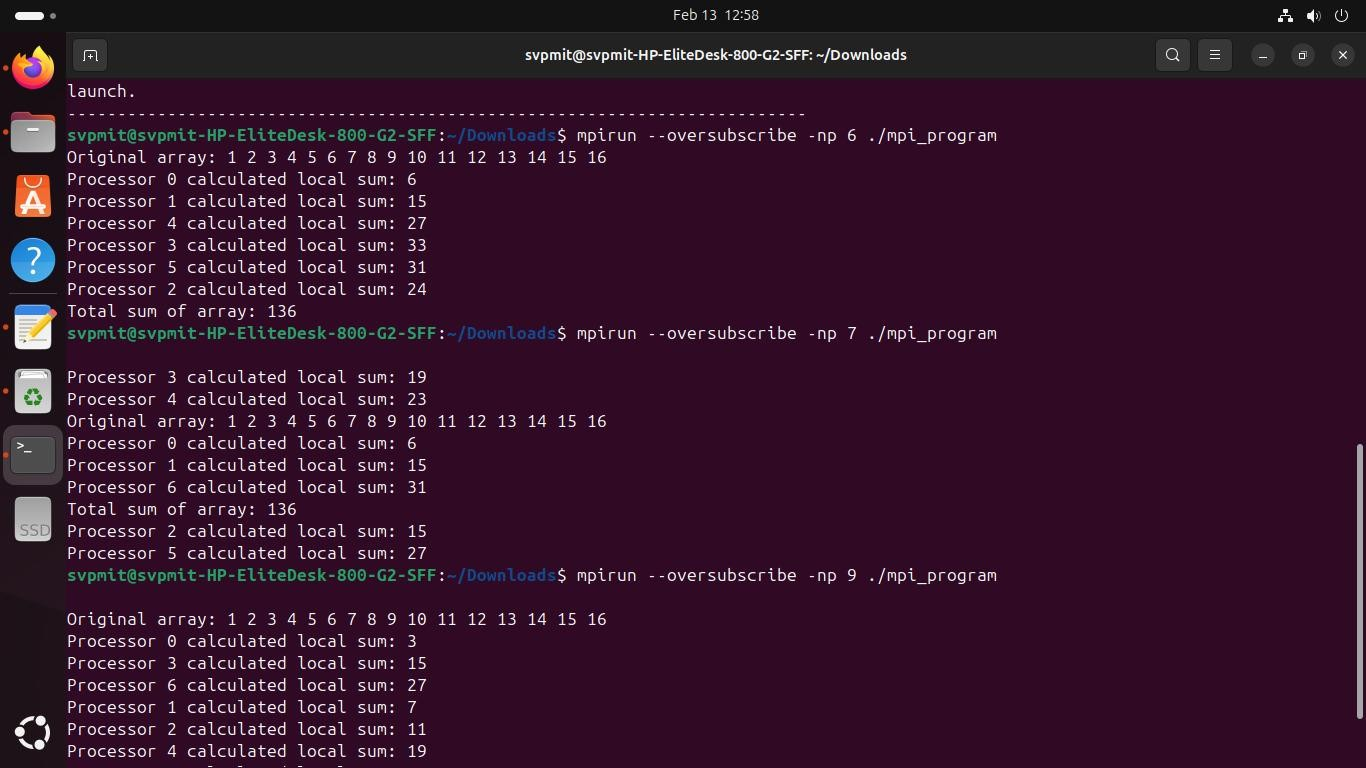 Feb 13 12:58
svpmit@svpmit-HP-EliteDesk-800-G2-SFF: ~/Downloads
launch.
--------------------------------------------------------------------------
svpmit@svpmit-HP-EliteDesk-800-G2-SFF:~/Downloads$ mpirun --oversubscribe -np 6 ./mpi_program
Original array: 1 2 3 4 5 6 7 8 9 10 11 12 13 14 15 16
Processor 0 calculated local sum: 6
Processor 1 calculated local sum: 15
Processor 4 calculated local sum: 27
Processor 3 calculated local sum: 33
Processor 5 calculated local sum: 31
Processor 2 calculated local sum: 24
Total sum of array: 136
svpmit@svpmit-HP-EliteDesk-800-G2-SFF:~/Downloads$ mpirun --oversubscribe -np 7 ./mpi_program
Processor 3 calculated local sum: 19
Processor 4 calculated local sum: 23
Original array: 1 2 3 4 5 6 7 8 9 10 11 12 13 14 15 16
Processor 0 calculated local sum: 6
Processor 1 calculated local sum: 15
Processor 6 calculated local sum: 31
Total sum of array: 136
Processor 2 calculated local sum: 15
Processor 5 calculated local sum: 27
svpmit@svpmit-HP-EliteDesk-800-G2-SFF:~/Downloads$ mpirun --oversubscribe -np 9 ./mpi_program
Original array: 1 2 3 4 5 6 7 8 9 10 11 12 13 14 15 16
Processor 0 calculated local sum: 3
Processor 3 calculated local sum: 15
Processor 6 calculated local sum: 27
Processor 1 calculated local sum: 7
Processor 2 calculated local sum: 11
Processor 4 calculated local sum: 19
>_
SSD